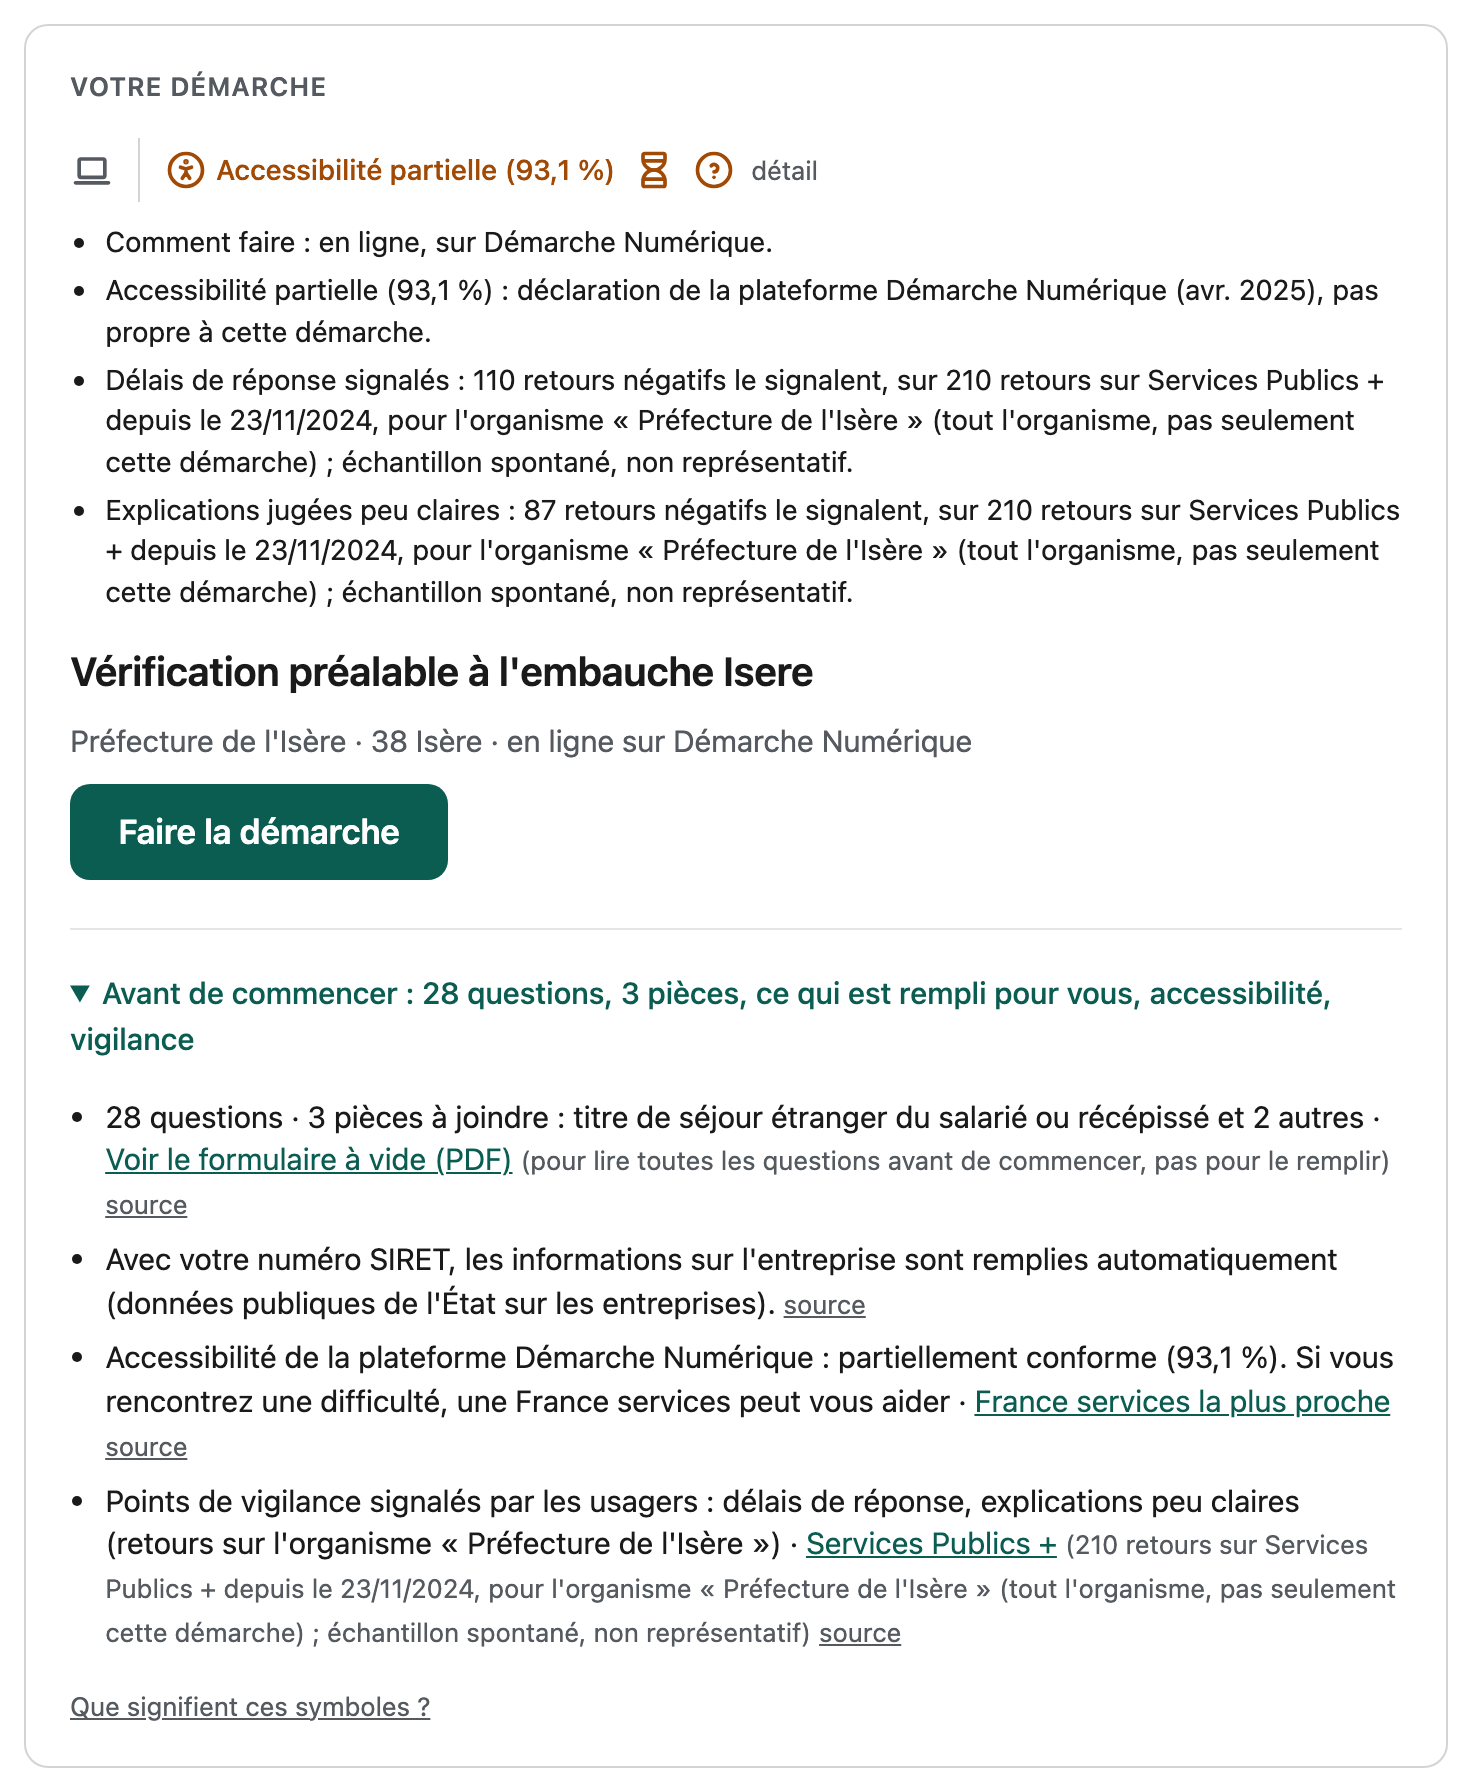 VOTRE DÉMARCHE
Accessibilité partielle (93,1 %) ? détail
• Comment faire : en ligne, sur Démarche Numérique.
• Accessibilité partielle (93,1 %) : déclaration de la plateforme Démarche Numérique (avr. 2025), pas
propre à cette démarche.
• Délais de réponse signalés : 110 retours négatifs le signalent, sur 210 retours sur Services Publics +
depuis le 23/11/2024, pour l'organisme « Préfecture de l'Isère » (tout l'organisme, pas seulement
cette démarche) ; échantillon spontané, non représentatif.
• Explications jugées peu claires : 87 retours négatifs le signalent, sur 210 retours sur Services Publics
+ depuis le 23/11/2024, pour l'organisme « Préfecture de l'Isère » (tout l'organisme, pas seulement
cette démarche) ; échantillon spontané, non représentatif.
Vérification préalable à l'embauche Isere
Préfecture de l'Isère · 38 Isère · en ligne sur Démarche Numérique
Faire la démarche
▼ Avant de commencer : 28 questions, 3 pièces, ce qui est rempli pour vous, accessibilité,
vigilance
• 28 questions · 3 pièces à joindre : titre de séjour étranger du salarié ou récépissé et 2 autres ·
Voir le formulaire à vide (PDF) (pour lire toutes les questions avant de commencer, pas pour le remplir)
source
• Avec votre numéro SIRET, les informations sur l'entreprise sont remplies automatiquement
(données publiques de l'État sur les entreprises). source
• Accessibilité de la plateforme Démarche Numérique : partiellement conforme (93,1 %). Si vous
rencontrez une difficulté, une France services peut vous aider · France services la plus proche
source
• Points de vigilance signalés par les usagers : délais de réponse, explications peu claires
(retours sur l'organisme « Préfecture de l'Isère ») · Services Publics + (210 retours sur Services
Publics + depuis le 23/11/2024, pour l'organisme « Préfecture de l'Isère » (tout l'organisme, pas seulement
cette démarche) ; échantillon spontané, non représentatif) source
Que signifient ces symboles ?